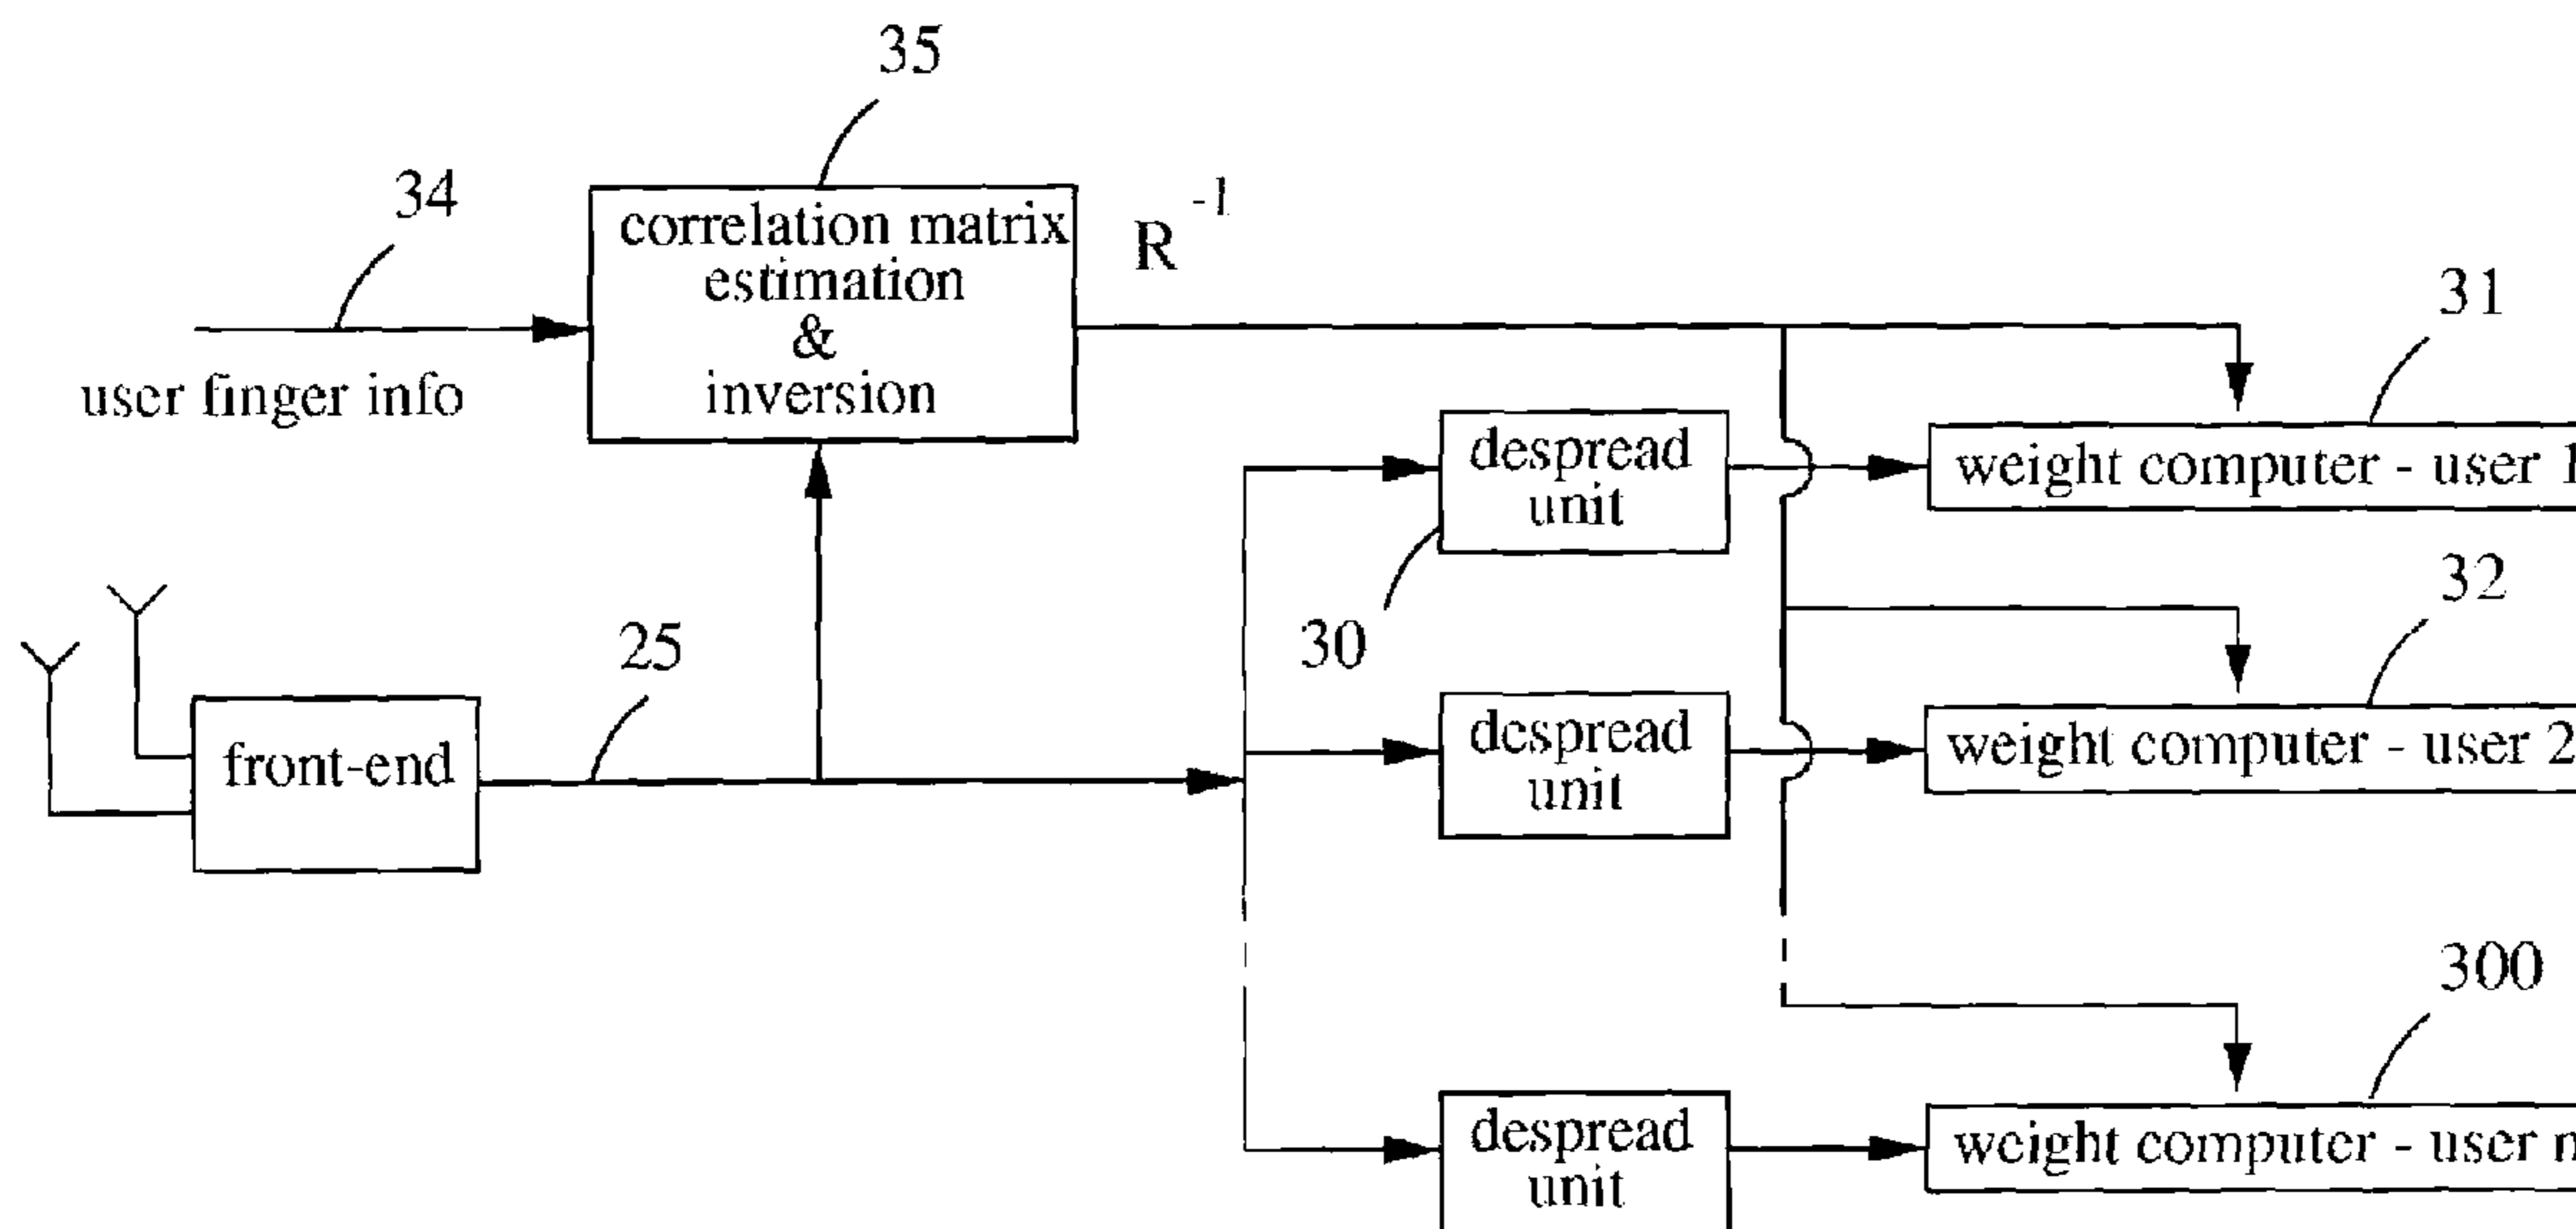 35
34
correlation matrix
estimation
&
inversion
R -1
user finger info
31
despread
unit
weight computer - user 1
30
32
25
front-end
despread
unit
weight computer - user 2
300
despread
unit
weight computer - user n